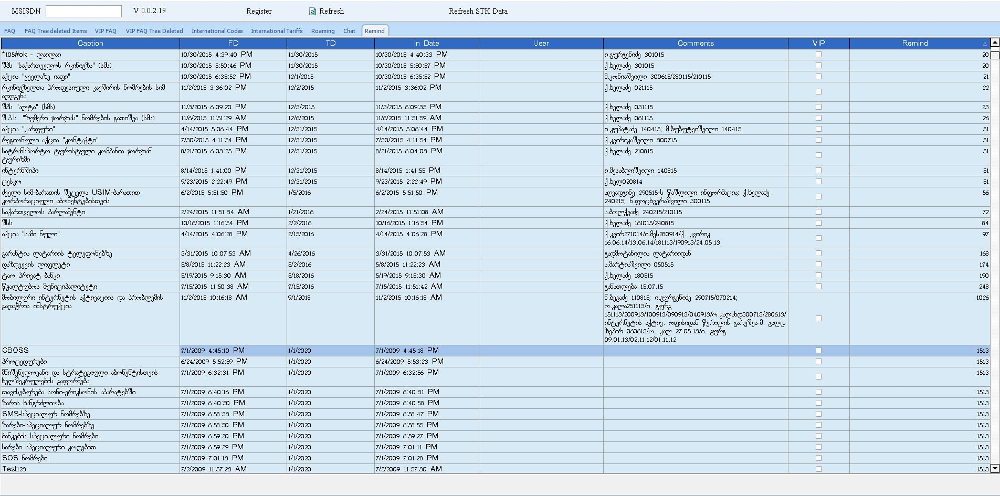 MSISDN V 0.0.2.19 Register Refresh Refresh STK Data
FAQ FAQ Tree deleted Items VIP FAQ VIP FAQ Tree Deleted International Codes International Tariffs Roaming Chat Remind
Caption FD TD In Date User Comments VIP Remind
*105#ok - ლაილაი 10/30/2015 4:39:40 PM 11/30/2015 10/30/2015 4:40:33 PM ი.გურგენიძე 301015 20
შპს "საქართველოს რკინიგზა" (სმს) 10/30/2015 5:50:46 PM 11/30/2015 10/30/2015 5:50:57 PM ქ.ხელაძე 301015 20
აქცია "ყველაზე იაფი" 10/30/2015 6:35:52 PM 12/1/2015 10/30/2015 6:35:52 PM მ.კონიაშვილი 300615/280115/210115 21
რკინიგზელთა პროფესიული კავშირის ნომრების სიმ 11/2/2015 3:36:02 PM 12/2/2015 11/2/2015 3:36:02 PM ქ.ხელაძე 021115 22
აღდგენა
შპს "ალტა" (სმს) 11/3/2015 6:09:20 PM 12/3/2015 11/3/2015 6:09:35 PM ქ.ხელაძე 031115 23
შ.პ.ს. "ზუმერი ჯორჯიას" ნომრების გათიშვა (სმს) 11/6/2015 11:51:29 AM 12/6/2015 11/6/2015 11:51:59 AM ქ.ხელაძე 061115 26
აქცია "კარფური" 4/14/2015 5:06:44 PM 12/31/2015 4/14/2015 5:06:44 PM ი.კუპატაძე 140415; მ.ბუბუტეიშვილი 140415 51
რეგიონული აქცია "კონტაქტი" 7/30/2015 4:11:54 PM 12/31/2015 7/30/2015 4:11:54 PM ქ.კვირიკაშვილი 300715 51
სატრანსპორტო ტურისტული კომპანია ჯორჯიან 8/21/2015 6:03:25 PM 12/31/2015 8/21/2015 6:04:03 PM ქ.ხელაძე 210815 51
ტურიზმი
ინტერნშიპი 8/14/2015 1:41:00 PM 12/31/2015 8/14/2015 1:41:55 PM ი.მესაბლიშვილი 140815 51
ცესკო 9/23/2015 2:22:49 PM 12/31/2015 9/23/2015 2:22:49 PM ქ.ხელ020814 51
ძველი სიმ-ბარათის შეცვლა USIM-ბარათით 6/2/2015 5:51:50 PM 1/5/2016 6/2/2015 5:51:50 PM აღვადგინე 290515-ს წაშლილი ინფორმაცია; ქ.ხელაძე 56
კორპორაციული აბონენტებისთვის 240215; ნ.ფოცხვერაშვილი 300115
საქართველოს პარლამენტი 2/24/2015 11:51:34 AM 1/21/2016 2/24/2015 11:51:08 AM ა.ბოლქვაძე 240215/210115 72
შსს 10/16/2015 1:16:54 PM 2/2/2016 10/16/2015 1:16:54 PM ქ.ხელაძე 161015/240815 84
აქცია "სამი ნული" 4/14/2015 4:06:28 PM 2/15/2016 4/14/2015 4:06:28 PM ქ.კვირ271014/ი.მეს280914/ქ. კვირიკ 97
16.06.14/13.06.14/181113/190913/24.05.13
გარანტია ლატარიის ტელეფონებზე 3/31/2015 10:07:53 AM 4/26/2016 3/31/2015 10:07:53 AM გადმოტანილია ლატარიიდან 168
დაზღვევის ლიფლეტი 5/8/2015 11:22:23 AM 5/2/2016 5/8/2015 11:22:23 AM ა.მარტიაშვილი 050515 174
ტაო პრივატ ბანკი 5/19/2015 9:15:30 AM 5/18/2016 5/19/2015 9:15:30 AM ქ,ხელაძე 180515 190
წყალტუბოს მუნიციპალიტეტი 7/15/2015 11:50:38 AM 7/15/2016 7/15/2015 11:51:42 AM განათლება 15.07.15 248
მობილური ინტერნეტის აქტივაციის და პრობლემის 11/2/2015 10:16:18 AM 9/1/2018 11/2/2015 10:16:18 AM ნ.ბეგაძე 110815; ი.გურგენიძე 290715/070214; 1026
გადაჭრის ინსტრუქცია ო.კალა251113/ი. გურგ
151113/200913/100913/090913/040913/ო.კალანდ300713/280613/
ინტერნეტის აქტივ. ოფისიდან წერილის გარეშეა-მ. გალდ
ზეპირ 060613/ო. კალ 27.05.13/ი. გურგ
09.01.13/02.11.12/01.11.12
CBOSS 7/1/2009 4:45:10 PM 1/1/2020 7/1/2009 4:45:18 PM 1513
პროცედურები 6/24/2009 5:52:59 PM 1/1/2020 6/24/2009 5:53:23 PM 1513
მნიშვნელოვანი და სტრატეგიული აბონენტისთვის 7/1/2009 6:32:31 PM 1/1/2020 7/1/2009 6:32:56 PM 1513
ხელშეკრულების გაფორმება
თავისებურება სონი-ერიკსონის აპარატებში 7/1/2009 6:40:16 PM 1/1/2020 7/1/2009 6:40:31 PM 1513
ზარის ხანგრძლიობა 7/1/2009 6:40:50 PM 1/1/2020 7/1/2009 6:40:58 PM 1513
SMS-სპეციალურ ნომრებზე 7/1/2009 6:58:33 PM 1/1/2020 7/1/2009 6:58:47 PM 1513
ზარები-სპეციალურ ნომრებზე 7/1/2009 6:58:50 PM 1/1/2020 7/1/2009 6:58:55 PM 1513
ბანკების სპეციალური ნომრები 7/1/2009 6:59:20 PM 1/1/2020 7/1/2009 6:59:27 PM 1513
სარები სპეციალური კოდებით 7/1/2009 6:59:29 PM 1/1/2020 7/1/2009 7:01:11 PM 1513
SOS ნომრები 7/1/2009 7:01:13 PM 1/1/2020 7/1/2009 7:01:28 PM 1513
Test123 7/2/2009 11:57:23 AM 1/1/2020 7/2/2009 11:57:30 AM 1513